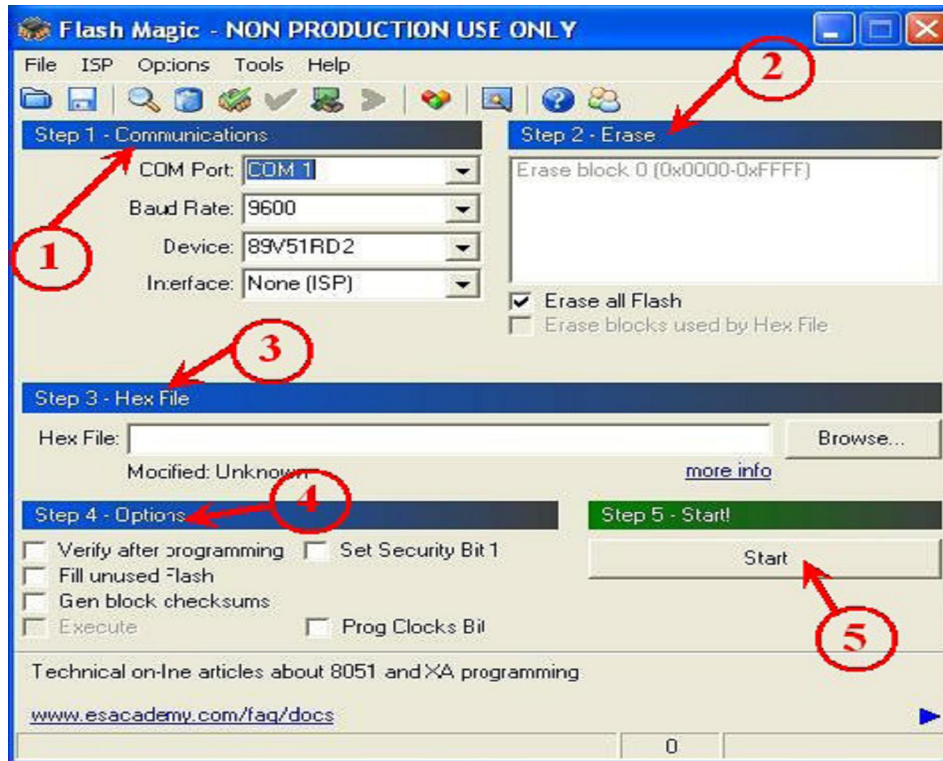 Flash Magic - NON PRODUCTION USE ONLY
File ISP Options Tools Help
2
Step 1 - Communications
Step 2 - Erase
COM Port: COM 1
Erase block 0 (0x0000-0xFFFF)
Baud Rate: 9600
1
Device: 89V51RD2
Interface: None (ISP)
Erase all Flash
Erase blocks used by Hex File
3
Step 3 - Hex File
Hex File:
Browse...
Modified: Unknown
more info
4
Step 4 - Options
Step 5 - Start!
Verify after programming
Set Security Bit 1
Start
Fill unused Flash
Gen block checksums
Execute
Prog Clocks Bit
5
Technical on-line articles about 8051 and XA programming
www.esacademy.com/faq/docs
0